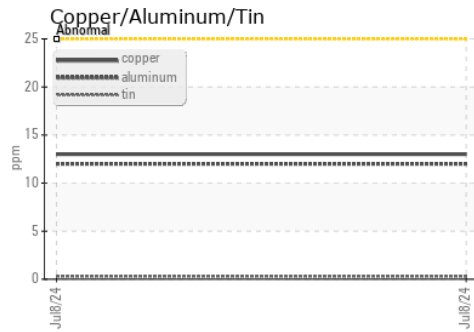 Copper/Aluminum/Tin
Abnormal
25
copper
aluminum
tin
20
15
10
5
0
ppm
Jul8/24
Jul8/24